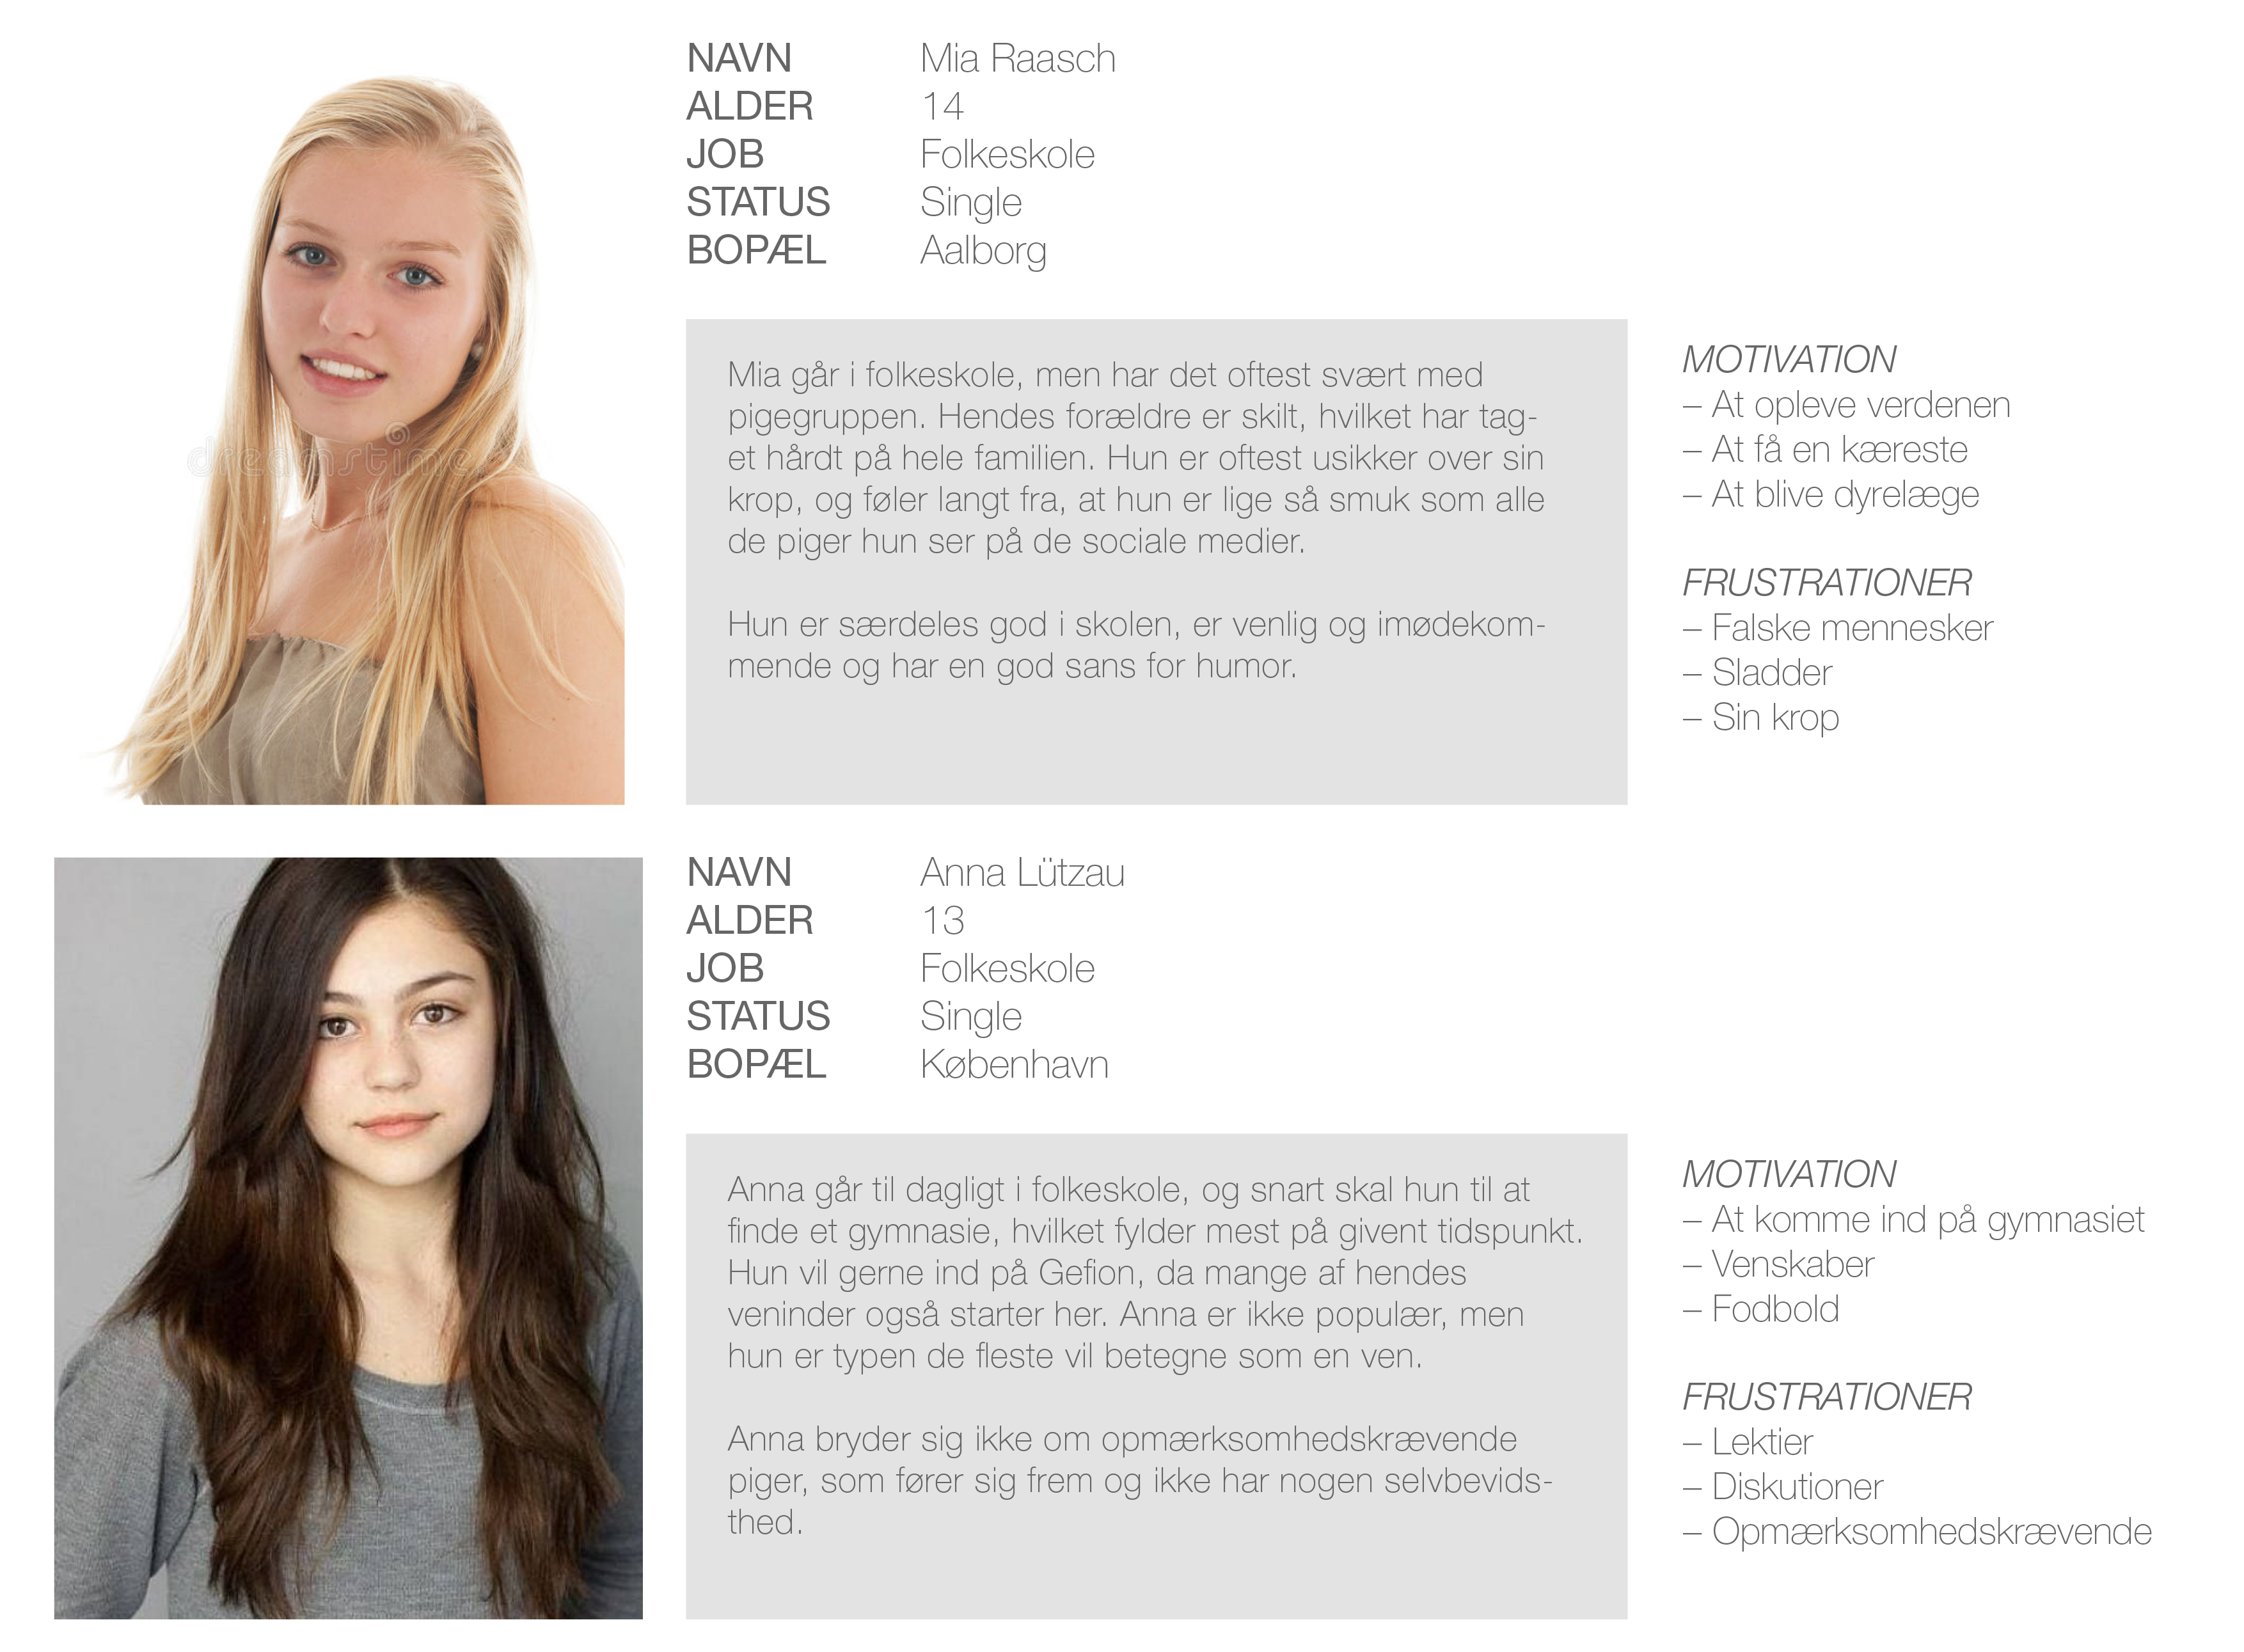 NAVN Mia Raasch
ALDER 14
JOB Folkeskole
STATUS Single
BOPÆL Aalborg
Mia går i folkeskole, men har det oftest svært med
pigegruppen. Hendes forældre er skilt, hvilket har tag-
et hårdt på hele familien. Hun er oftest usikker over sin
krop, og føler langt fra, at hun er lige så smuk som alle
de piger hun ser på de sociale medier.
Hun er særdeles god i skolen, er venlig og imødekom-
mende og har en god sans for humor.
MOTIVATION
– At opleve verdenen
– At få en kæreste
– At blive dyrelæge
FRUSTRATIONER
– Falske mennesker
– Sladder
– Sin krop
dreamstime
NAVN Anna Lützau
ALDER 13
JOB Folkeskole
STATUS Single
BOPÆL København
Anna går til dagligt i folkeskole, og snart skal hun til at
finde et gymnasie, hvilket fylder mest på givent tidspunkt.
Hun vil gerne ind på Gefion, da mange af hendes
veninder også starter her. Anna er ikke populær, men
hun er typen de fleste vil betegne som en ven.
Anna bryder sig ikke om opmærksomhedskrævende
piger, som fører sig frem og ikke har nogen selvbevids-
thed.
MOTIVATION
– At komme ind på gymnasiet
– Venskaber
– Fodbold
FRUSTRATIONER
– Lektier
– Diskutioner
– Opmærksomhedskrævende